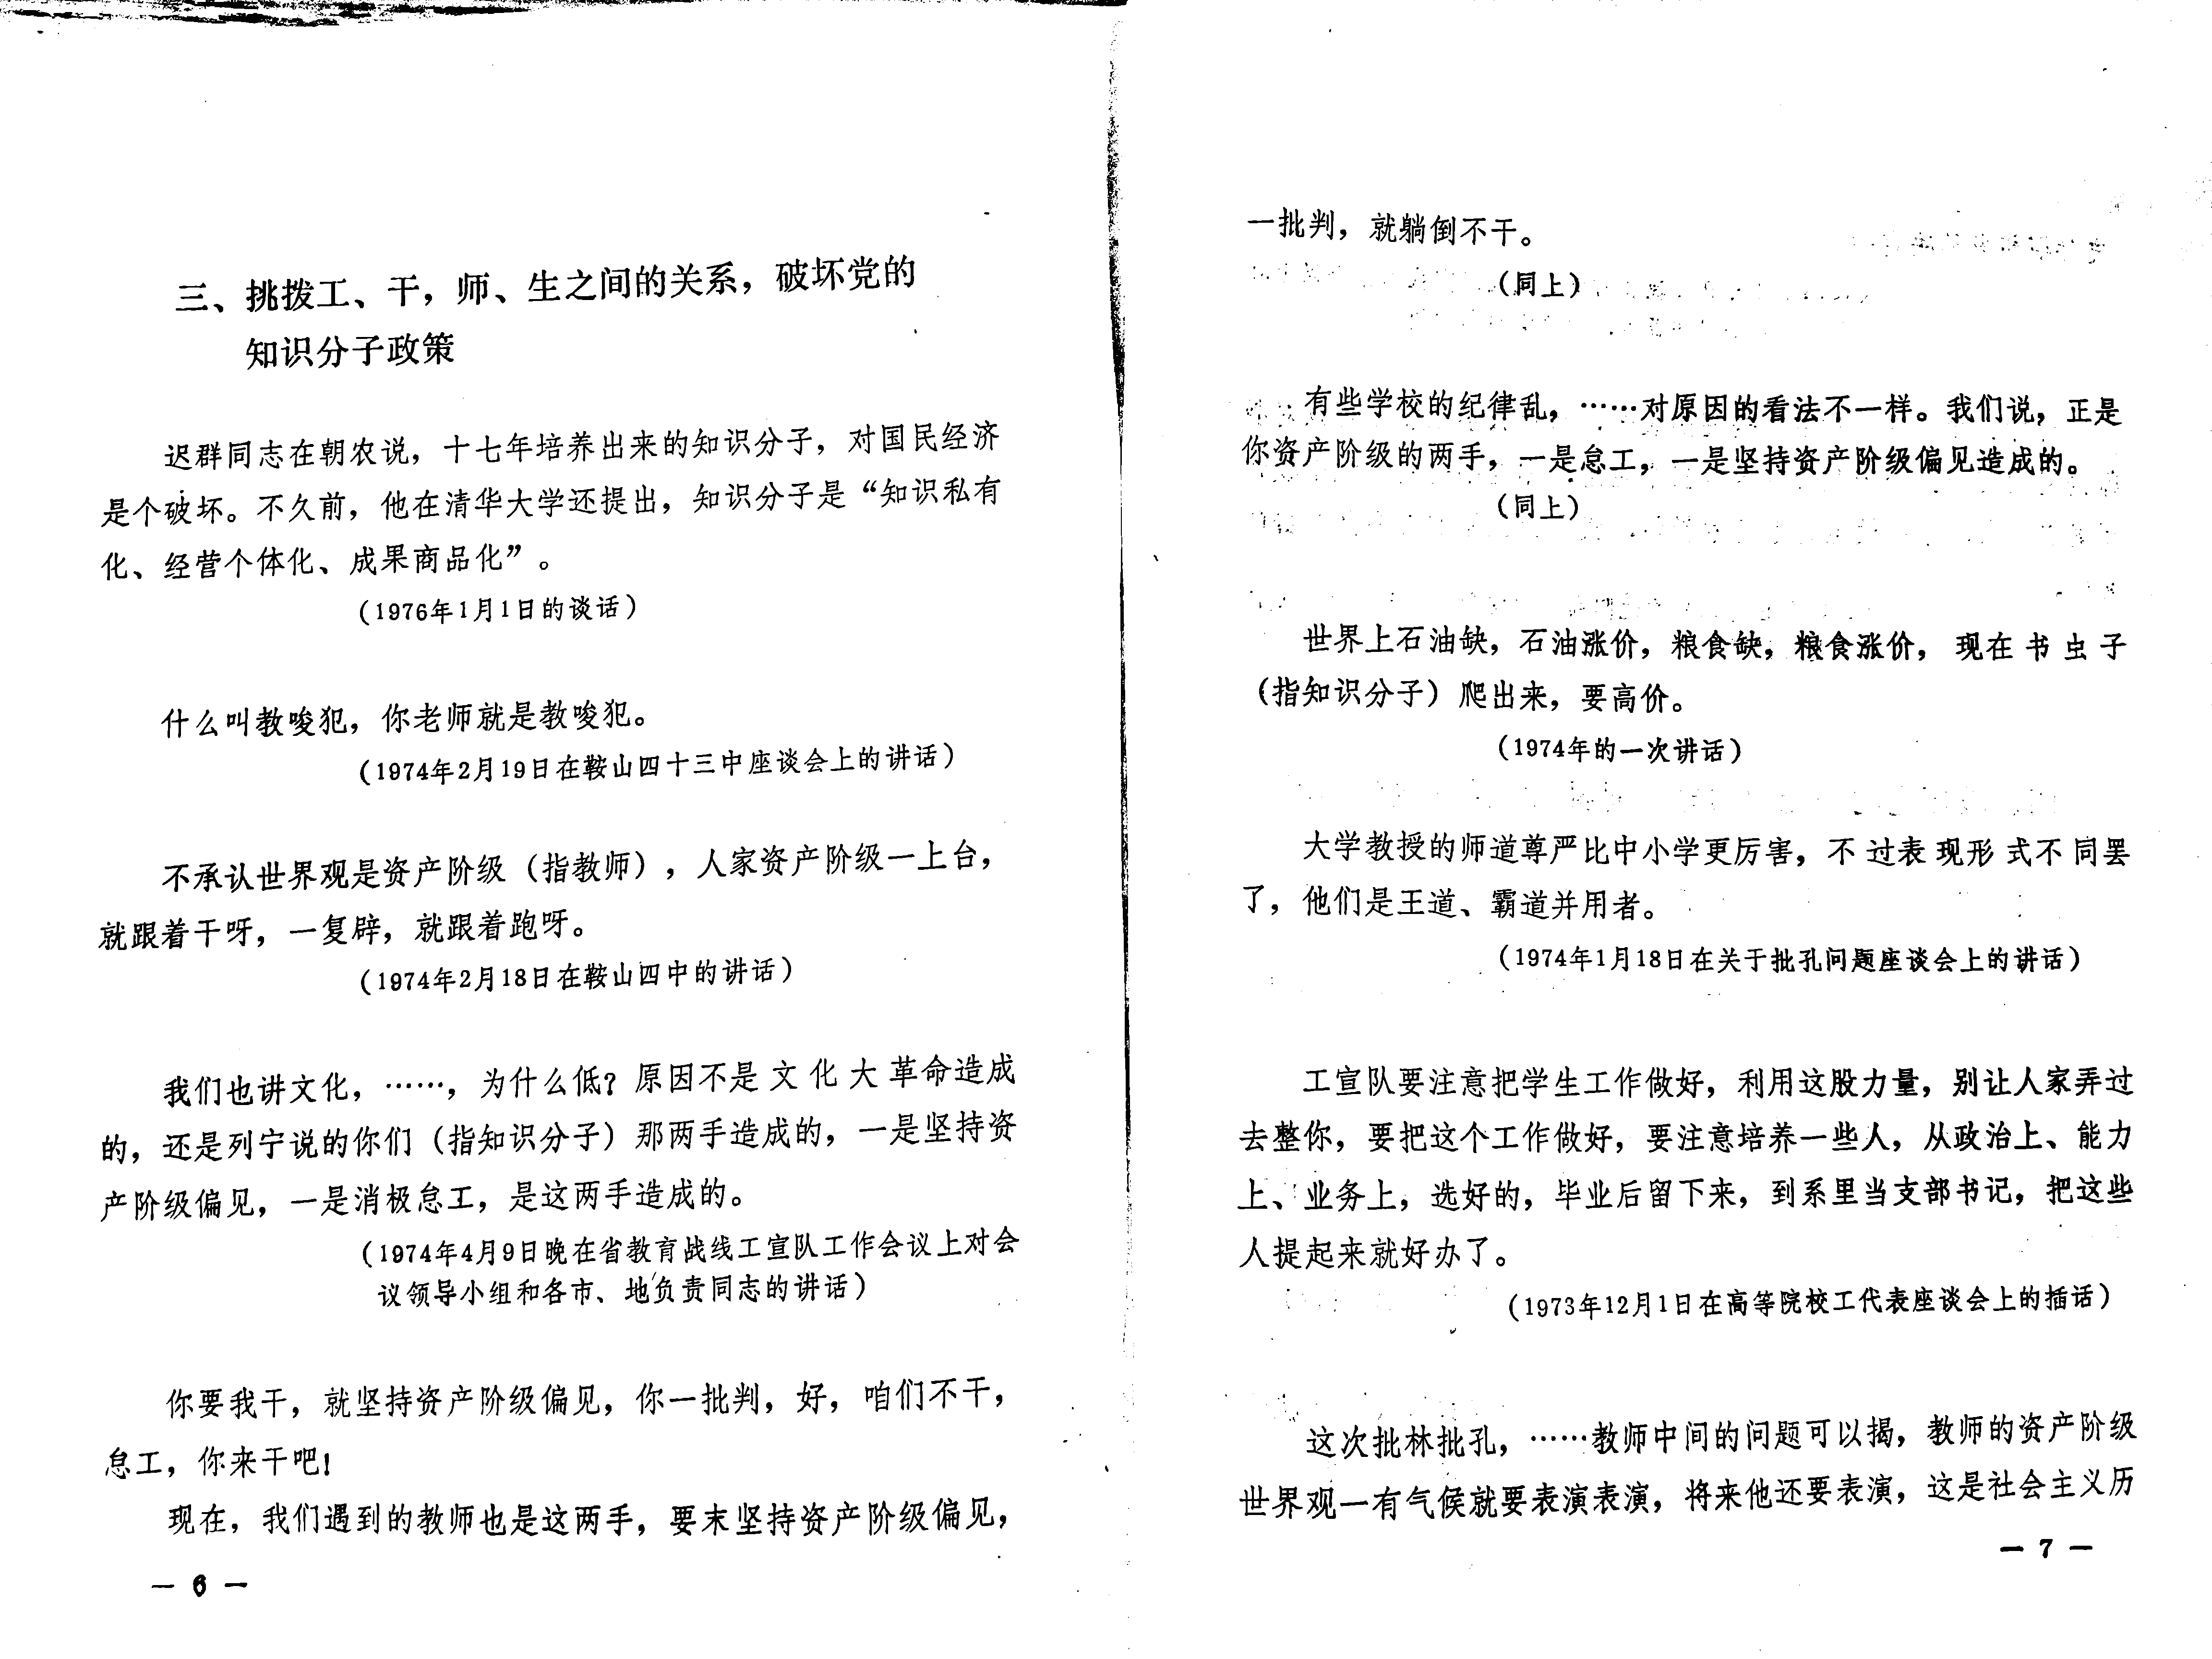 三、挑拨工、干，师、生之间的关系，破坏党的
知识分子政策
迟群同志在朝农说，十七年培养出来的知识分子，对国民经济
是个破坏。不久前，他在清华大学还提出，知识分子是“知识私有
化、经营个体化、成果商品化”。
（1976年1月1日的谈话）
什么叫教唆犯，你老师就是教唆犯。
（1974年2月19日在鞍山四十三中座谈会上的讲话）
不承认世界观是资产阶级（指教师），人家资产阶级一上台，
就跟着干呀，一复辟，就跟着跑呀。
（1974年2月18日在鞍山四中的讲话）
我们也讲文化，……，为什么低？原因不是文化大革命造成
的，还是列宁说的你们（指知识分子）那两手造成的，一是坚持资
产阶级偏见，一是消极怠工，是这两手造成的。
（1974年4月9日晚在省教育战线工宣队工作会议上对会
议领导小组和各市、地负责同志的讲话）
你要我干，就坚持资产阶级偏见，你一批判，好，咱们不干，
怠工，你来干吧！
现在，我们遇到的教师也是这两手，要末坚持资产阶级偏见，
— 6 —
一批判，就躺倒不干。
（同上）
有些学校的纪律乱，……对原因的看法不一样。我们说，正是
你资产阶级的两手，一是怠工，一是坚持资产阶级偏见造成的。
（同上）
世界上石油缺，石油涨价，粮食缺，粮食涨价，现在书虫子
（指知识分子）爬出来，要高价。
（1974年的一次讲话）
大学教授的师道尊严比中小学更厉害，不过表现形式不同罢
了，他们是王道、霸道并用者。
（1974年1月18日在关于批孔问题座谈会上的讲话）
工宣队要注意把学生工作做好，利用这股力量，别让人家弄过
去整你，要把这个工作做好，要注意培养一些人，从政治上、能力
上、业务上，选好的，毕业后留下来，到系里当支部书记，把这些
人提起来就好办了。
（1973年12月1日在高等院校工代表座谈会上的插话）
这次批林批孔，……教师中间的问题可以揭，教师的资产阶级
世界观一有气候就要表演表演，将来他还要表演，这是社会主义历
— 7 —